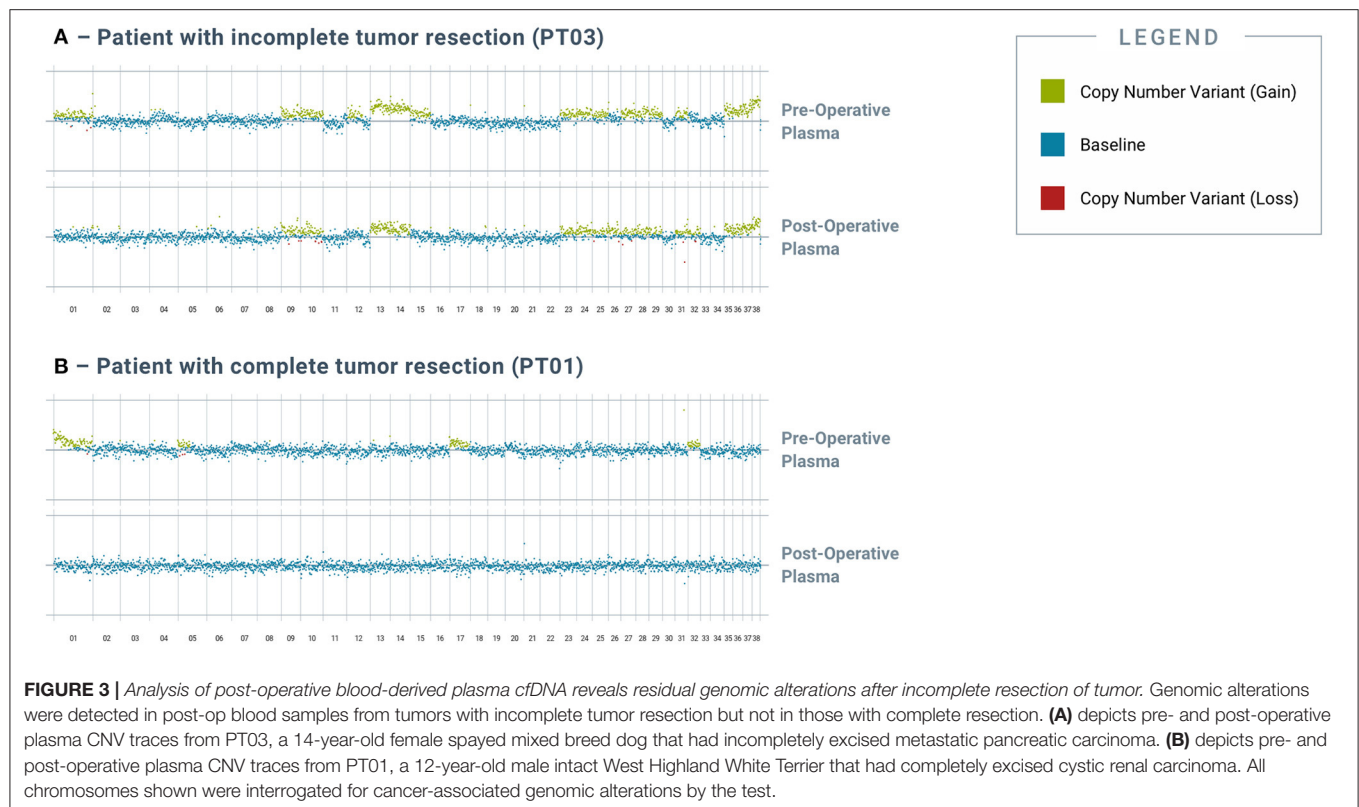 A – Patient with incomplete tumor resection (PT03)
LEGEND
Copy Number Variant (Gain)
Baseline
Copy Number Variant (Loss)
Pre-Operative
Plasma
Post-Operative
Plasma
01 02 03 04 05 06 07 08 09 10 11 12 13 14 15 16 17 18 19 20 21 22 23 24 25 26 27 28 29 30 31 32 33 34 35 36 37 38
B – Patient with complete tumor resection (PT01)
Pre-Operative
Plasma
Post-Operative
Plasma
01 02 03 04 05 06 07 08 09 10 11 12 13 14 15 16 17 18 19 20 21 22 23 24 25 26 27 28 29 30 31 32 33 34 35 36 37 38
FIGURE 3 | Analysis of post-operative blood-derived plasma cfDNA reveals residual genomic alterations after incomplete resection of tumor. Genomic alterations
were detected in post-op blood samples from tumors with incomplete tumor resection but not in those with complete resection. (A) depicts pre- and post-operative
plasma CNV traces from PT03, a 14-year-old female spayed mixed breed dog that had incompletely excised metastatic pancreatic carcinoma. (B) depicts pre- and
post-operative plasma CNV traces from PT01, a 12-year-old male intact West Highland White Terrier that had completely excised cystic renal carcinoma. All
chromosomes shown were interrogated for cancer-associated genomic alterations by the test.